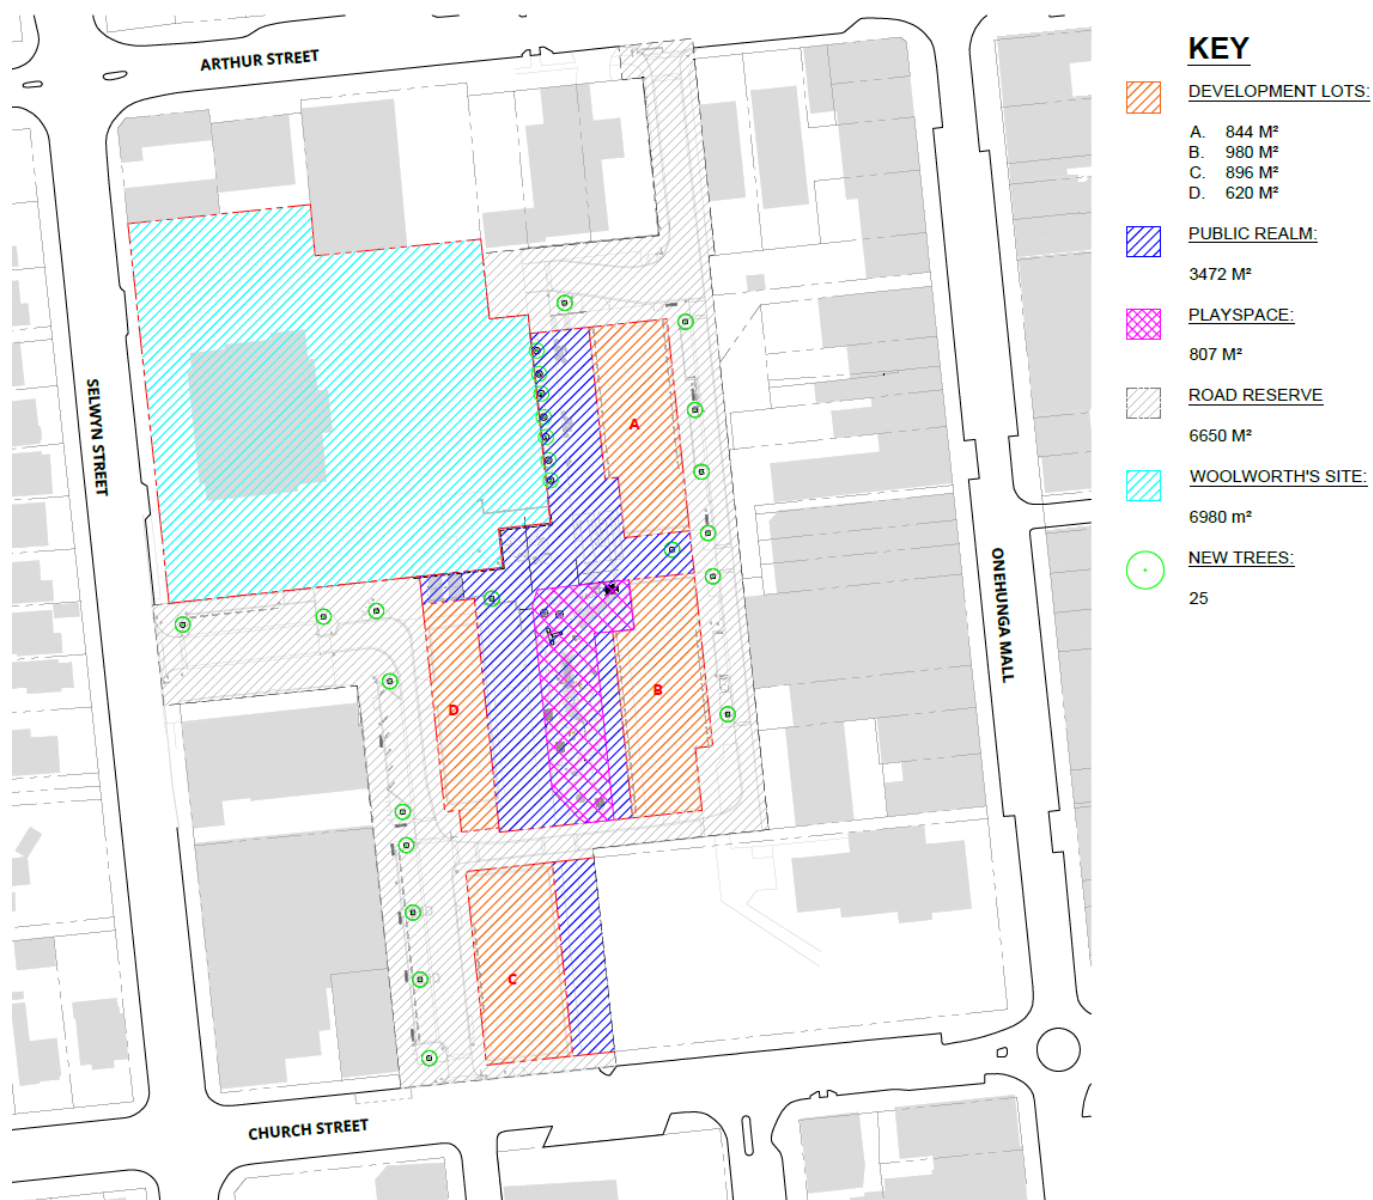 ARTHUR STREET
SELWYN STREET
ONEHUNGA MALL
CHURCH STREET
A
B
D
C
KEY
DEVELOPMENT LOTS:
A. 844 M²
B. 980 M²
C. 896 M²
D. 620 M²
PUBLIC REALM:
3472 M²
PLAYSPACE:
807 M²
ROAD RESERVE
6650 M²
WOOLWORTH'S SITE:
6980 m²
NEW TREES:
25